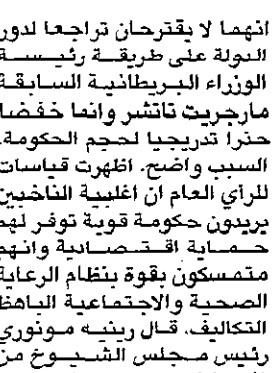 انهما لا يقترحان تراجعا لدور
الدولة على طريقة رئيسة
الوزراء البريطانية السابقة
مارجريت تاتشر وانما خفضا
حذرا تدريجيا لحجم الحكومة.
السبب واضح. اظهرت قياسات
للرأي العام ان اغلبية الناخبين
يريدون حكومة قوية توفر لهم
حماية اقتصادية وانهم
متمسكون بقوة بنظام الرعاية
الصحية والاجتماعية الباهظ
التكاليف. قال رينيه مونوري
رئيس مجلس الشيوخ من